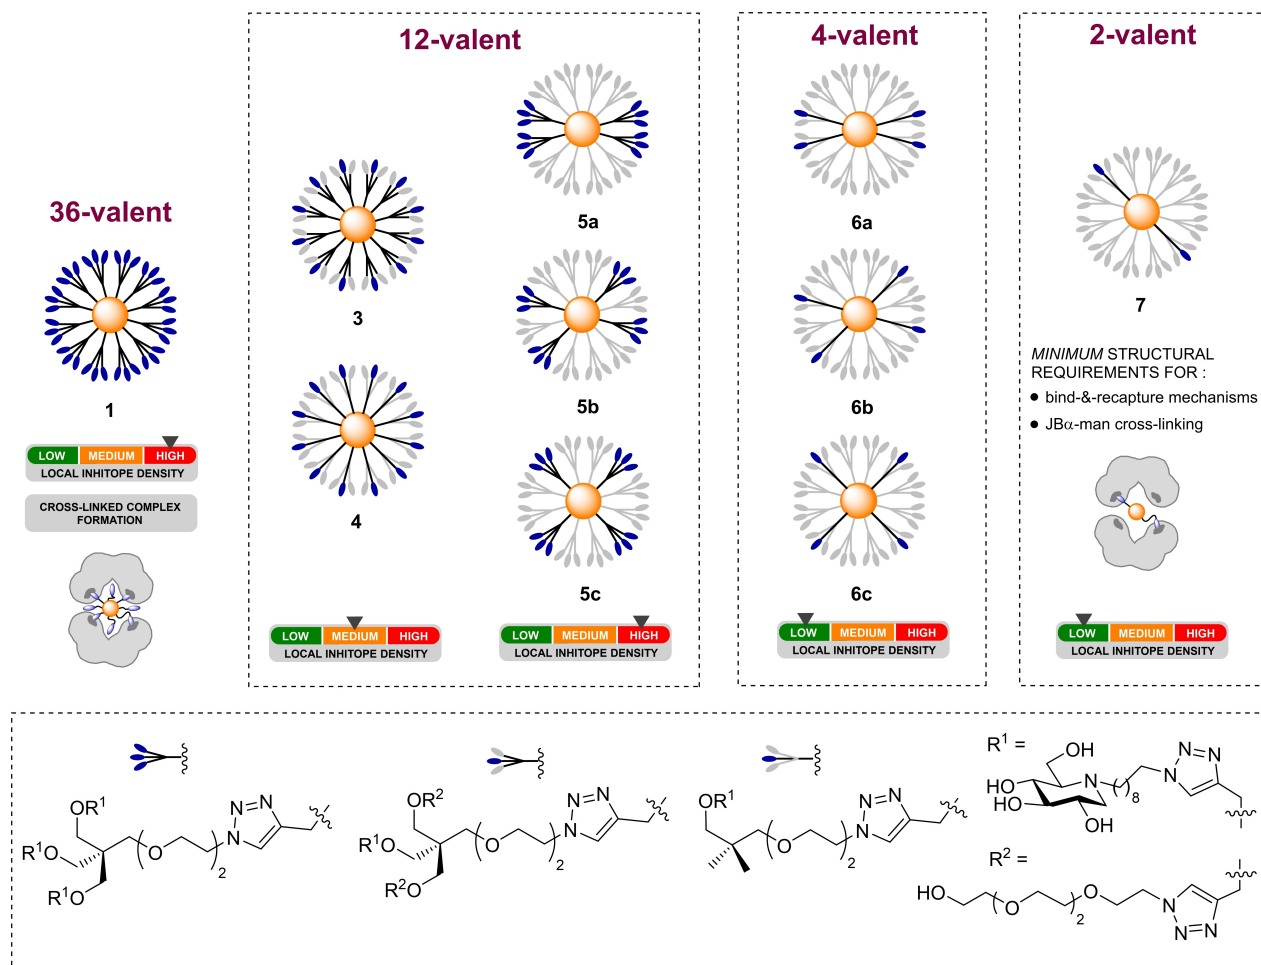 36-valent
1
LOW MEDIUM HIGH
LOCAL INHITOPE DENSITY
CROSS-LINKED COMPLEX
FORMATION
12-valent
3
4
LOW MEDIUM HIGH
LOCAL INHITOPE DENSITY
5a
5b
5c
LOW MEDIUM HIGH
LOCAL INHITOPE DENSITY
4-valent
6a
6b
6c
LOW MEDIUM HIGH
LOCAL INHITOPE DENSITY
2-valent
7
MINIMUM STRUCTURAL
REQUIREMENTS FOR :
● bind-&-recapture mechanisms
● JBα-man cross-linking
LOW MEDIUM HIGH
LOCAL INHITOPE DENSITY
OR¹
R¹O
R¹O
O
2
N
N=N
OR²
R¹O
R²O
O
2
N
N=N
OR¹
O
2
N
N=N
R¹ =
OH
HO
HO
OH
N
8
N
N=N
R² =
HO
O
2
O
N
N=N